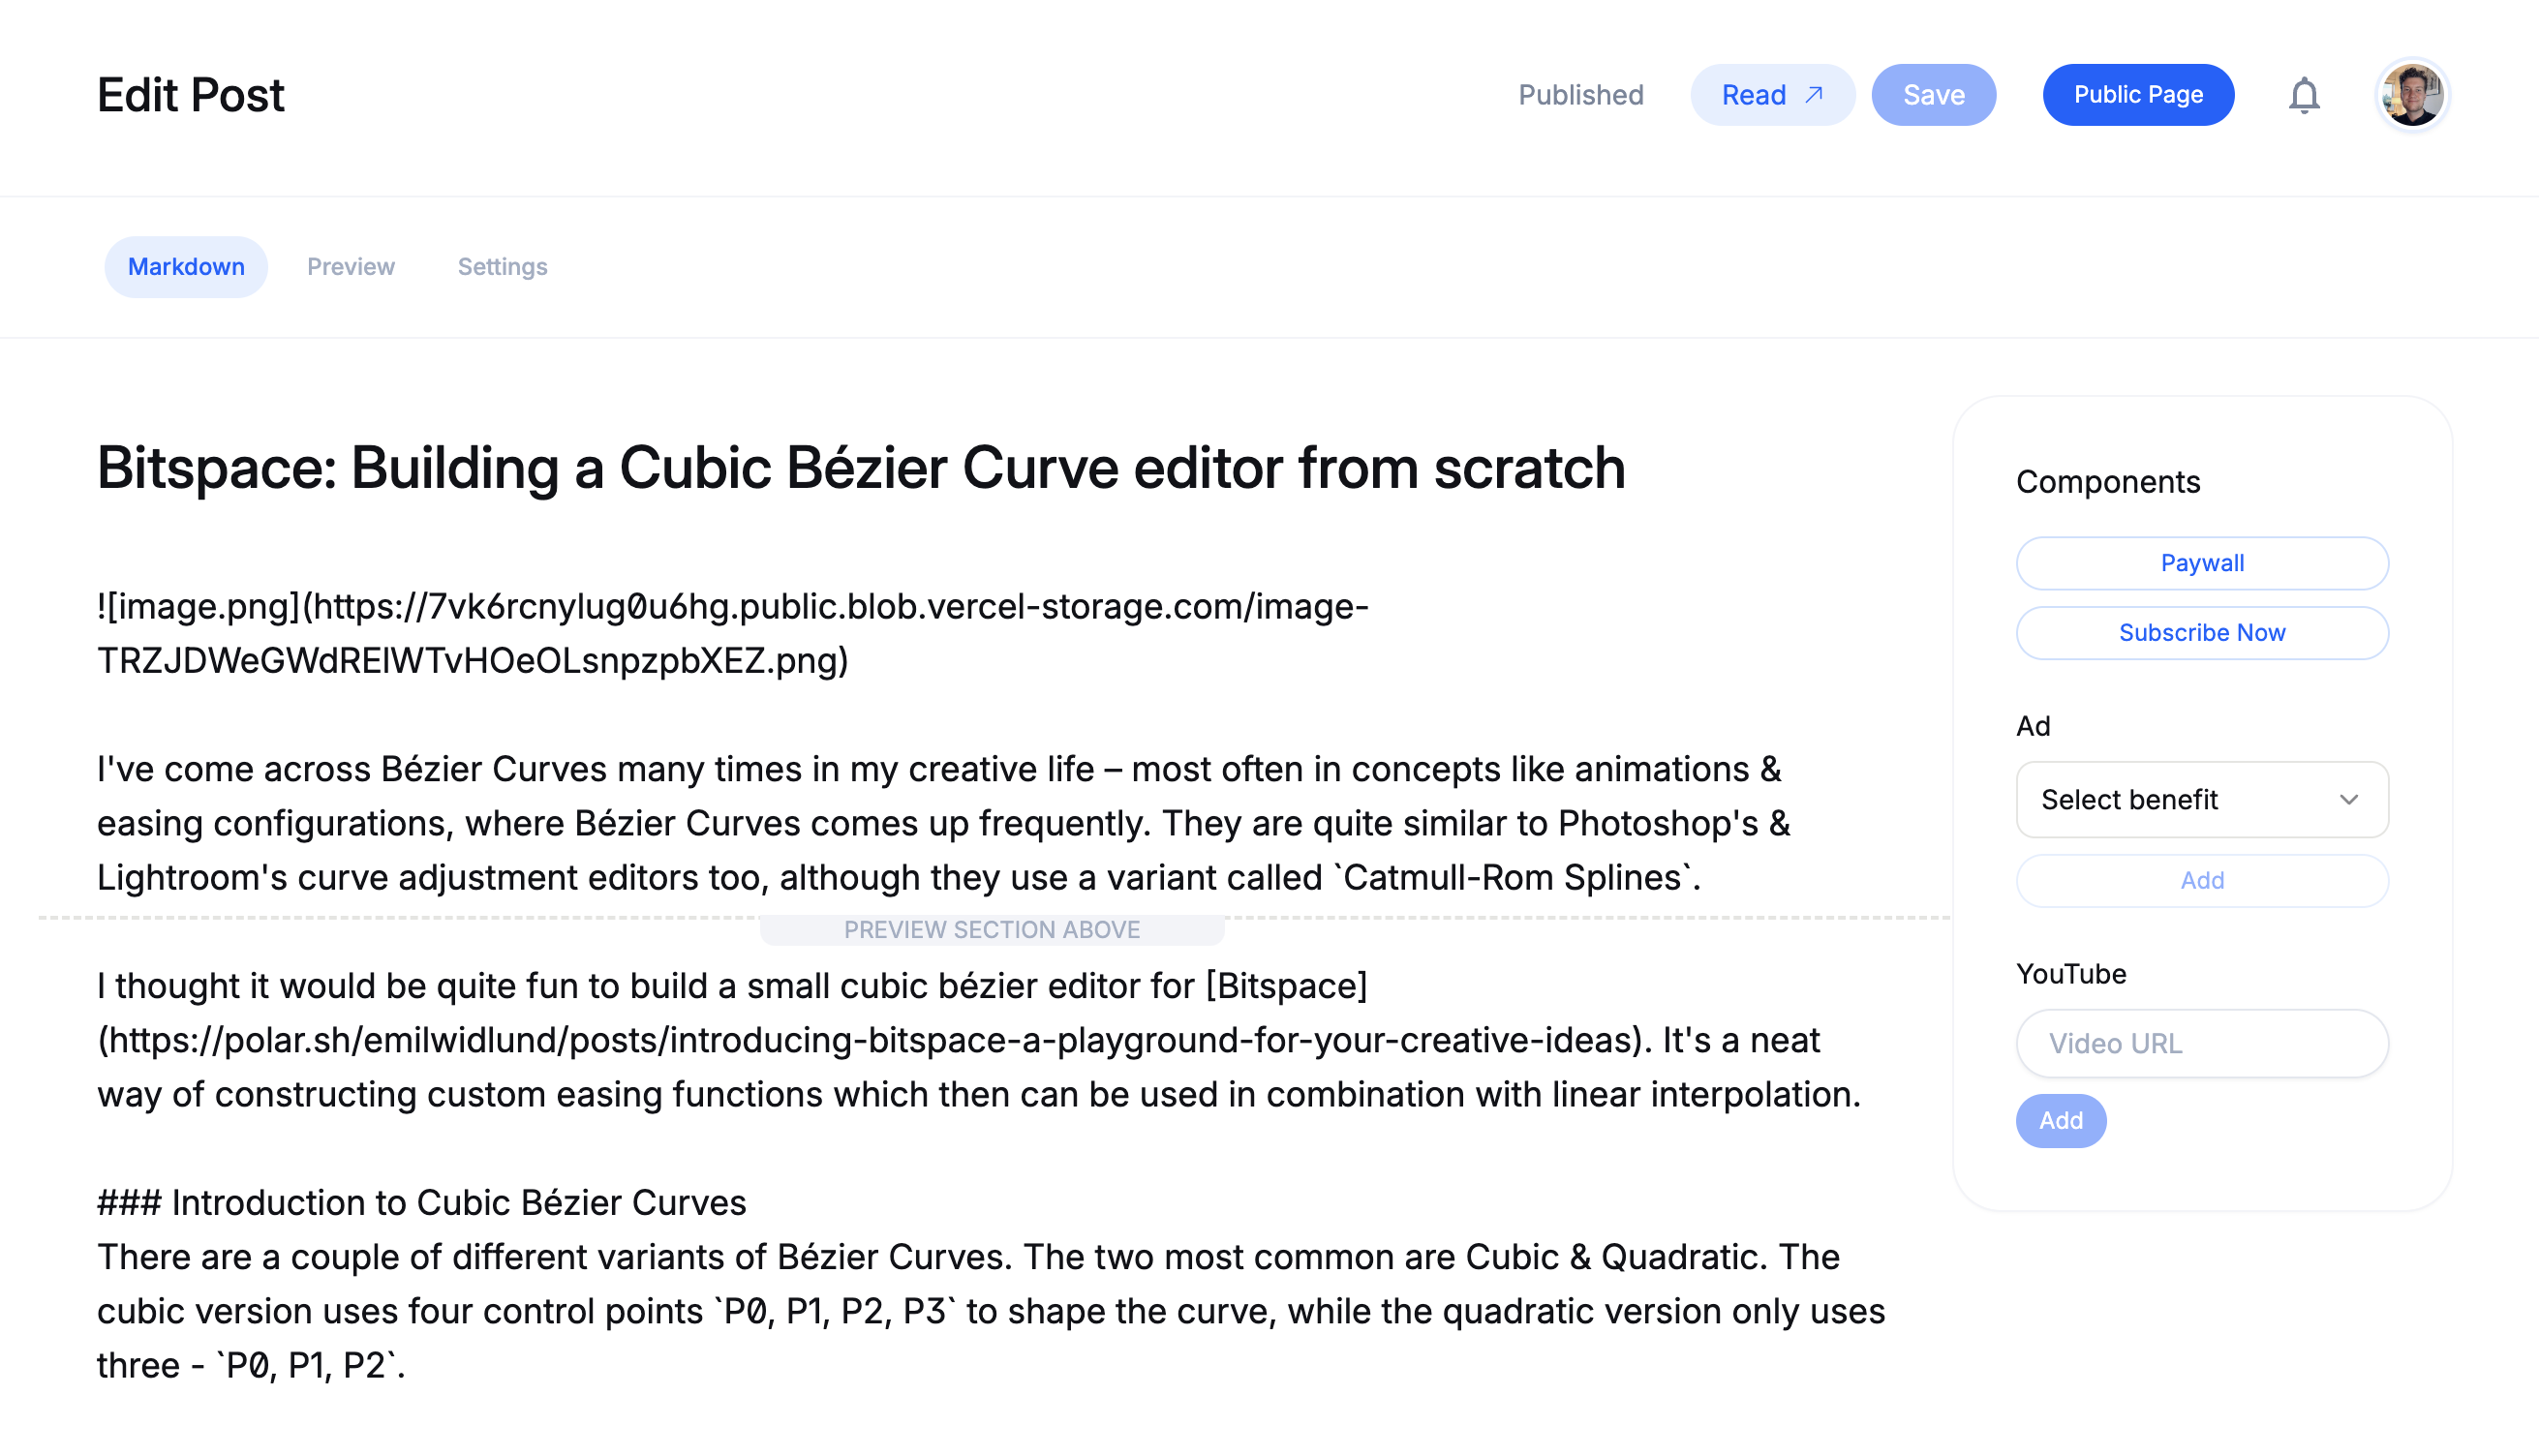 Edit Post
Published
Read
Save
Public Page
Markdown
Preview
Settings
Bitspace: Building a Cubic Bézier Curve editor from scratch
![image.png](https://7vk6rcnylug0u6hg.public.blob.vercel-storage.com/image-
TRZJDWeGWdRElWTvHOeOLsnpzpbXEZ.png)
I've come across Bézier Curves many times in my creative life – most often in concepts like animations &
easing configurations, where Bézier Curves comes up frequently. They are quite similar to Photoshop's &
Lightroom's curve adjustment editors too, although they use a variant called `Catmull-Rom Splines`.
PREVIEW SECTION ABOVE
I thought it would be quite fun to build a small cubic bézier editor for [Bitspace]
(https://polar.sh/emilwidlund/posts/introducing-bitspace-a-playground-for-your-creative-ideas). It's a neat
way of constructing custom easing functions which then can be used in combination with linear interpolation.
### Introduction to Cubic Bézier Curves
There are a couple of different variants of Bézier Curves. The two most common are Cubic & Quadratic. The
cubic version uses four control points `P0, P1, P2, P3` to shape the curve, while the quadratic version only uses
three - `P0, P1, P2`.
Components
Paywall
Subscribe Now
Ad
Select benefit
Add
YouTube
Video URL
Add